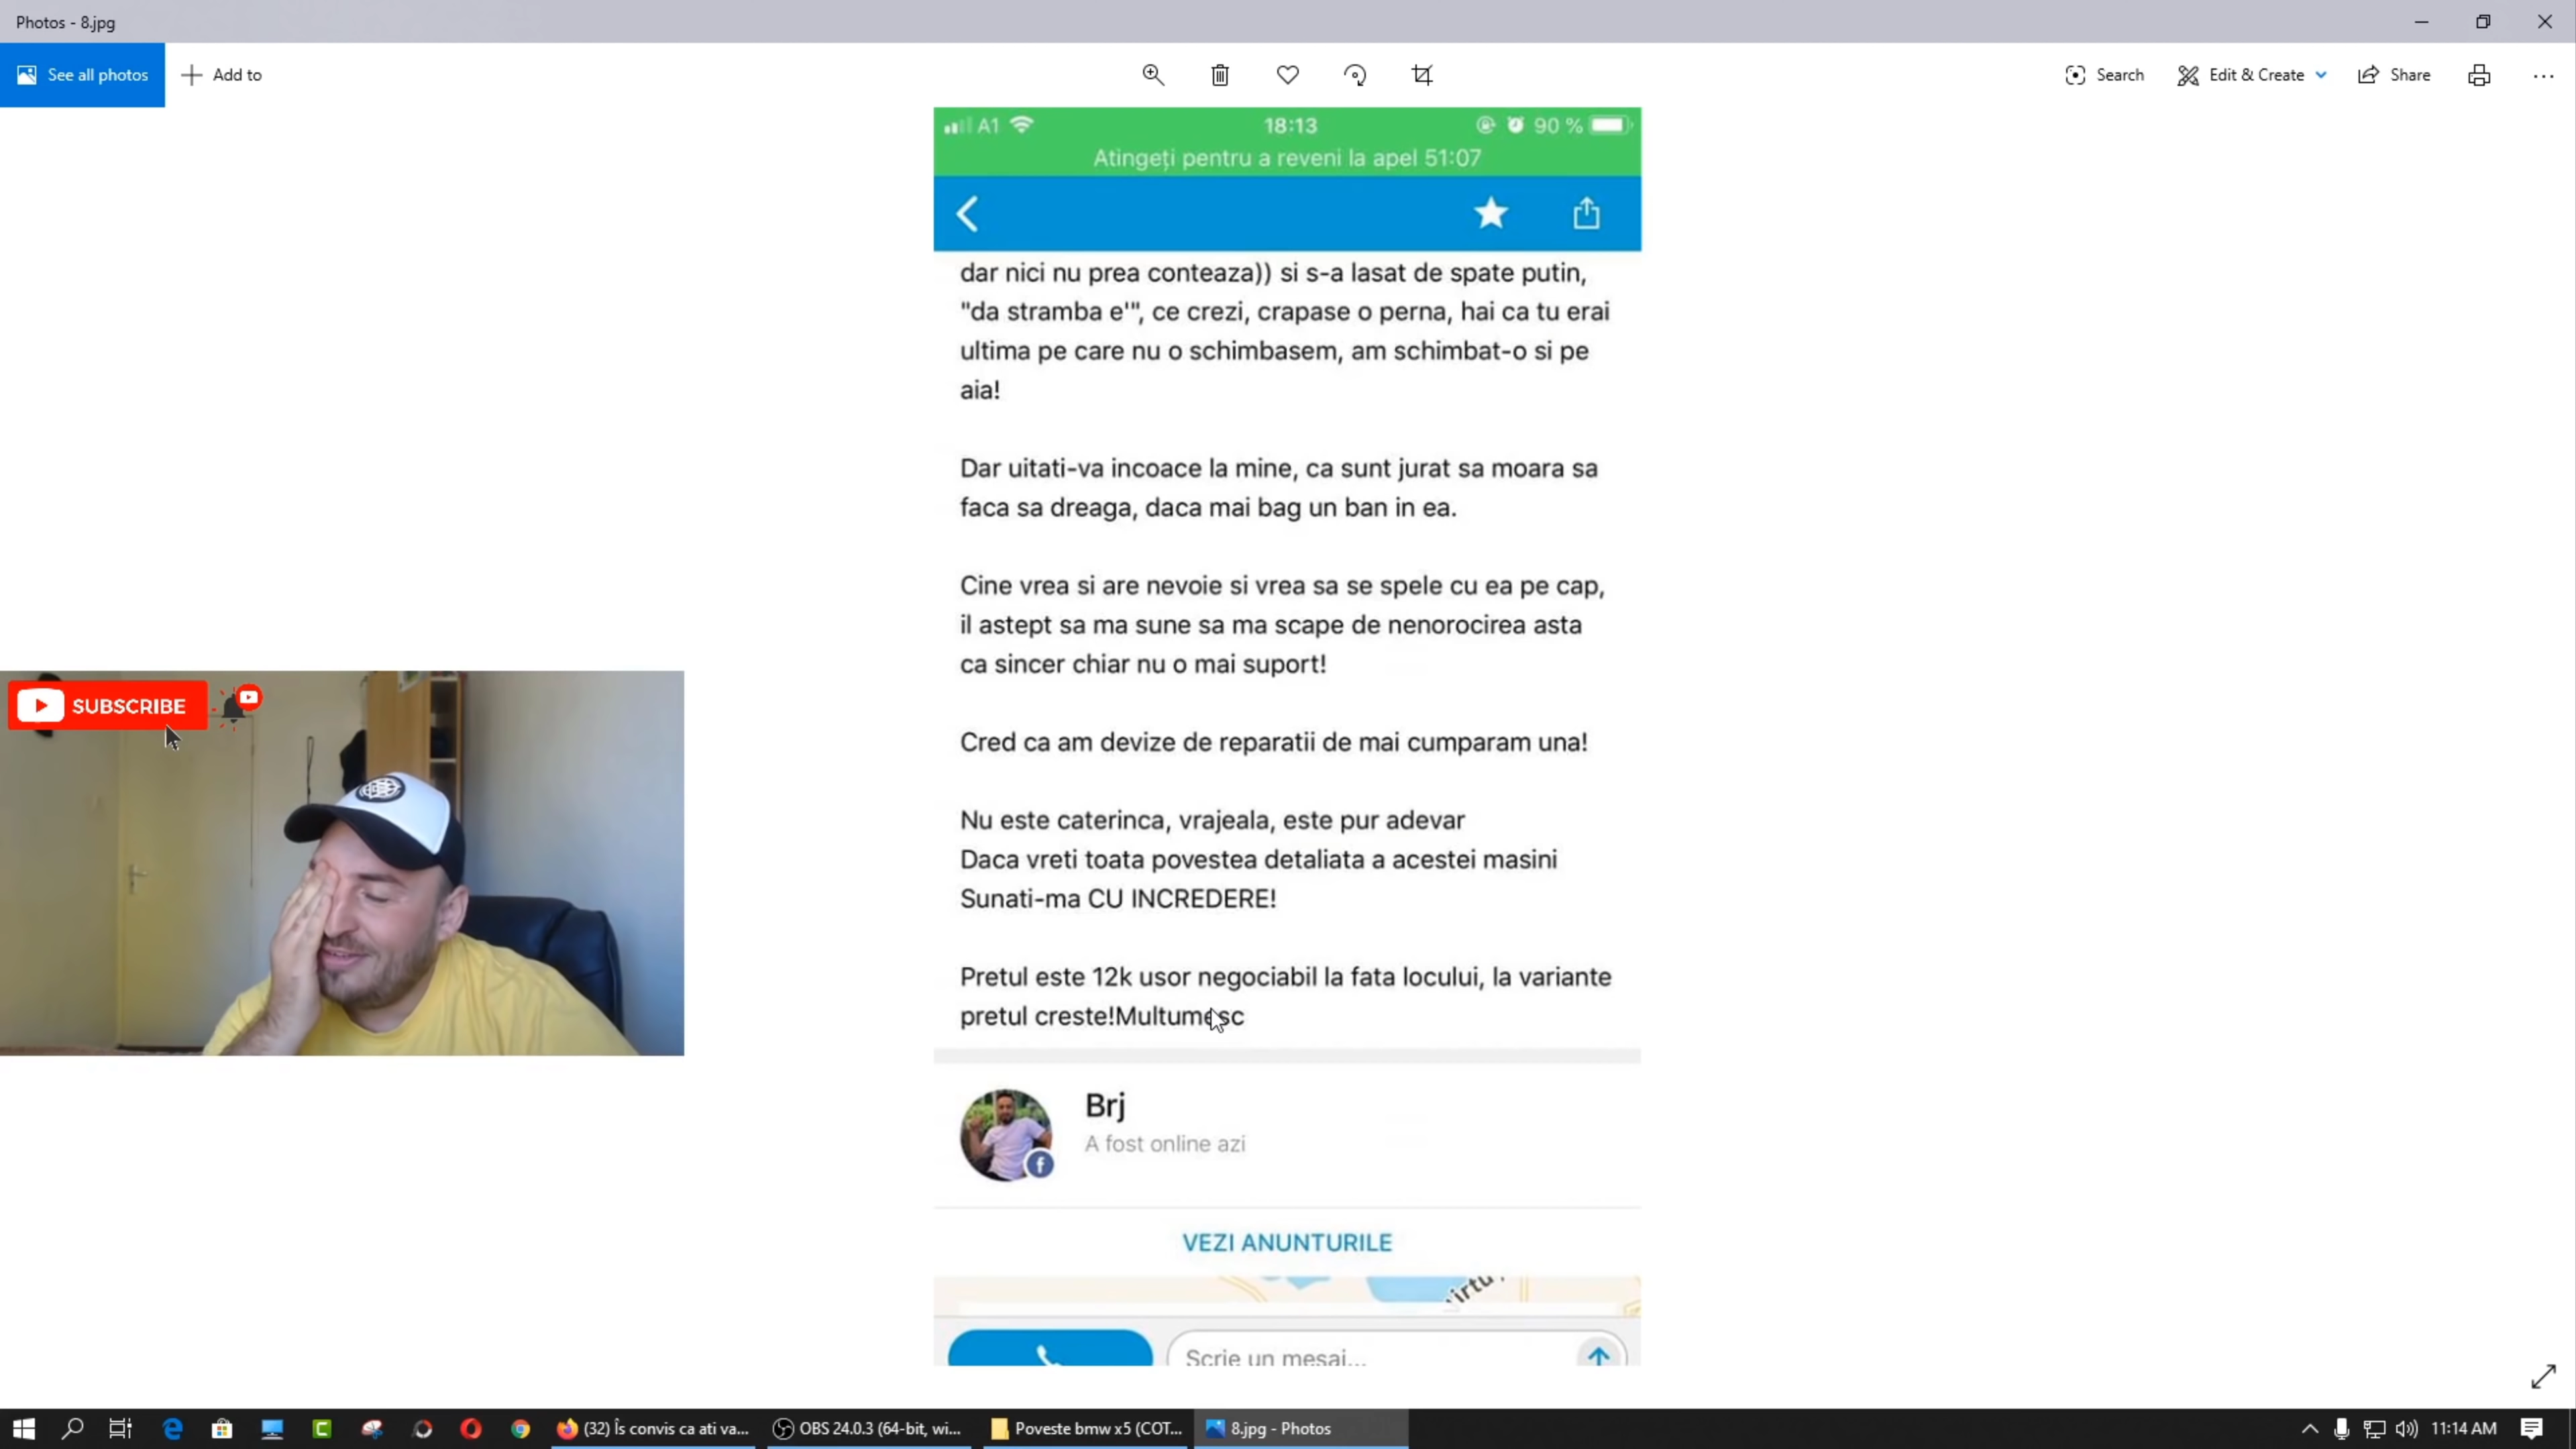 Photos - 8.jpg
See all photos
Add to
Search
Edit & Create
Share
A1
18:13
90 %
Atingeți pentru a reveni la apel 51:07
dar nici nu prea conteaza)) si s-a lasat de spate putin,
"da stramba e'", ce crezi, crapase o perna, hai ca tu erai
ultima pe care nu o schimbasem, am schimbat-o si pe
aia!
Dar uitati-va incoace la mine, ca sunt jurat sa moara sa
faca sa dreaga, daca mai bag un ban in ea.
Cine vrea si are nevoie si vrea sa se spele cu ea pe cap,
il astept sa ma sune sa ma scape de nenorocirea asta
ca sincer chiar nu o mai suport!
Cred ca am devize de reparatii de mai cumparam una!
Nu este caterinca, vrajeala, este pur adevar
Daca vreti toata povestea detaliata a acestei masini
Sunati-ma CU INCREDERE!
Pretul este 12k usor negociabil la fata locului, la variante
pretul creste!Multumesc
SUBSCRIBE
Brj
A fost online azi
VEZI ANUNTURILE
Scrie un mesaj...
(32) Îs convis ca ati va...
OBS 24.0.3 (64-bit, wi...
Poveste bmw x5 (COT...
8.jpg - Photos
11:14 AM